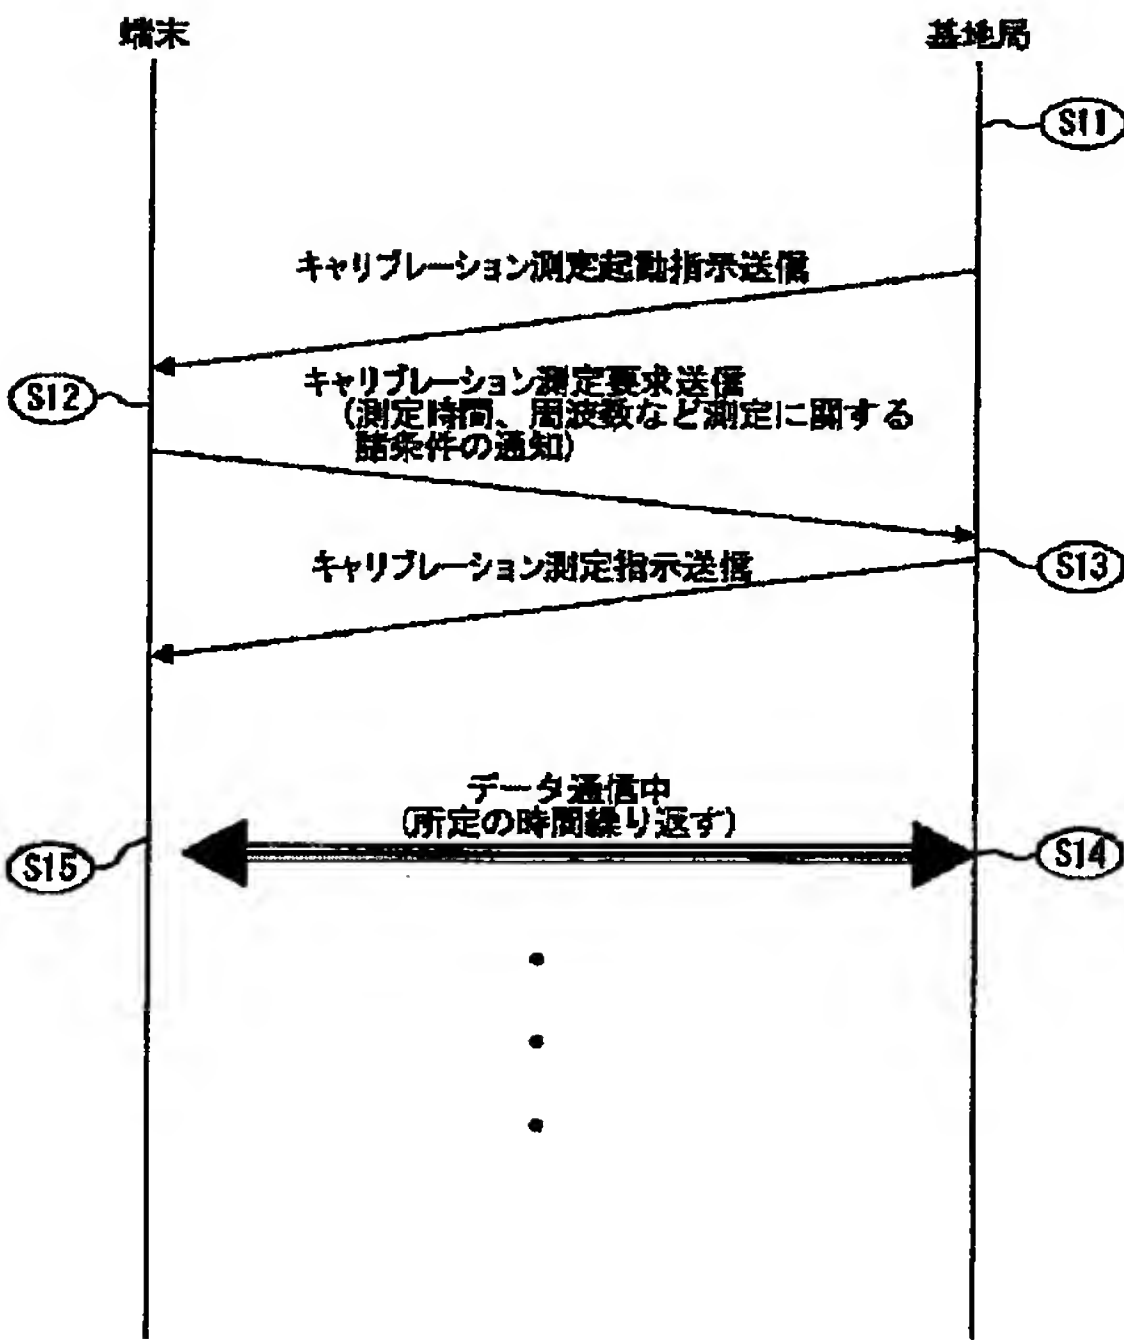 端末
基地局
S11
キャリブレーション測定起動指示送信
S12
キャリブレーション測定要求送信
(測定時間、周波数など測定に関する
諸条件の通知)
キャリブレーション測定指示送信
S13
データ通信中
(所定の時間繰り返す)
S15
S14